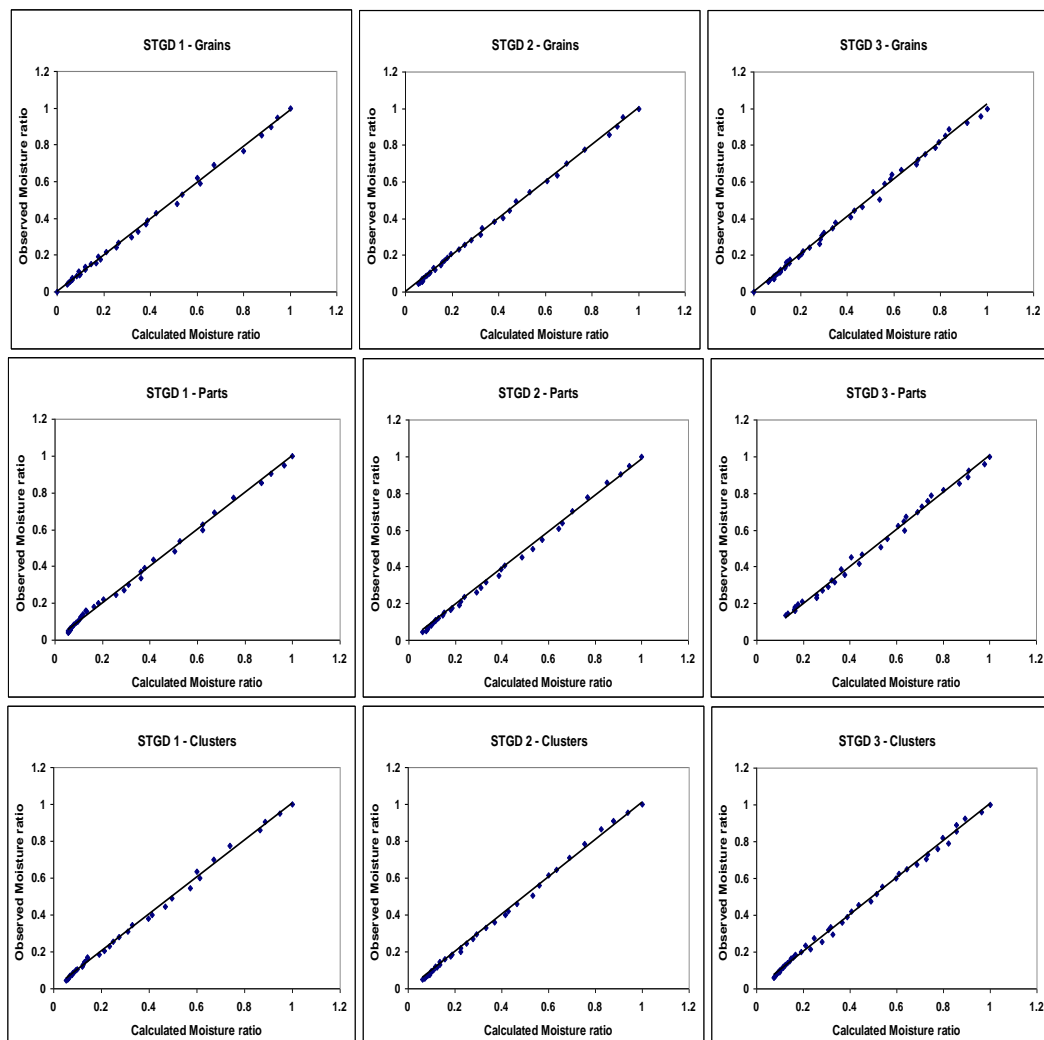 STGD 1 - Grains
1.2
1
0.8
0.6
0.4
0.2
0
0 0.2 0.4 0.6 0.8 1 1.2
Observed Moisture ratio
Calculated Moisture ratio
STGD 2 - Grains
1.2
1
0.8
0.6
0.4
0.2
0
0 0.2 0.4 0.6 0.8 1 1.2
Observed Moisture ratio
Calculated Moisture ratio
STGD 3 - Grains
1.2
1
0.8
0.6
0.4
0.2
0
0 0.2 0.4 0.6 0.8 1 1.2
Observed Moisture ratio
Calculated Moisture ratio
STGD 1 - Parts
1.2
1
0.8
0.6
0.4
0.2
0
0 0.2 0.4 0.6 0.8 1 1.2
Observed Moisture ratio
Calculated Moisture ratio
STGD 2 - Parts
1.2
1
0.8
0.6
0.4
0.2
0
0 0.2 0.4 0.6 0.8 1 1.2
Observed Moisture ratio
Calculated Moisture ratio
STGD 3 - Parts
1.2
1
0.8
0.6
0.4
0.2
0
0 0.2 0.4 0.6 0.8 1 1.2
Observed Moisture ratio
Calculated Moisture ratio
STGD 1 - Clusters
1.2
1
0.8
0.6
0.4
0.2
0
0 0.2 0.4 0.6 0.8 1 1.2
Observed Moisture ratio
Calculated Moisture ratio
STGD 2 - Clusters
1.2
1
0.8
0.6
0.4
0.2
0
0 0.2 0.4 0.6 0.8 1 1.2
Observed Moisture ratio
Calculated Moisture ratio
STGD 3 - Clusters
1.2
1
0.8
0.6
0.4
0.2
0
0 0.2 0.4 0.6 0.8 1 1.2
Observed Moisture ratio
Calculated Moisture ratio